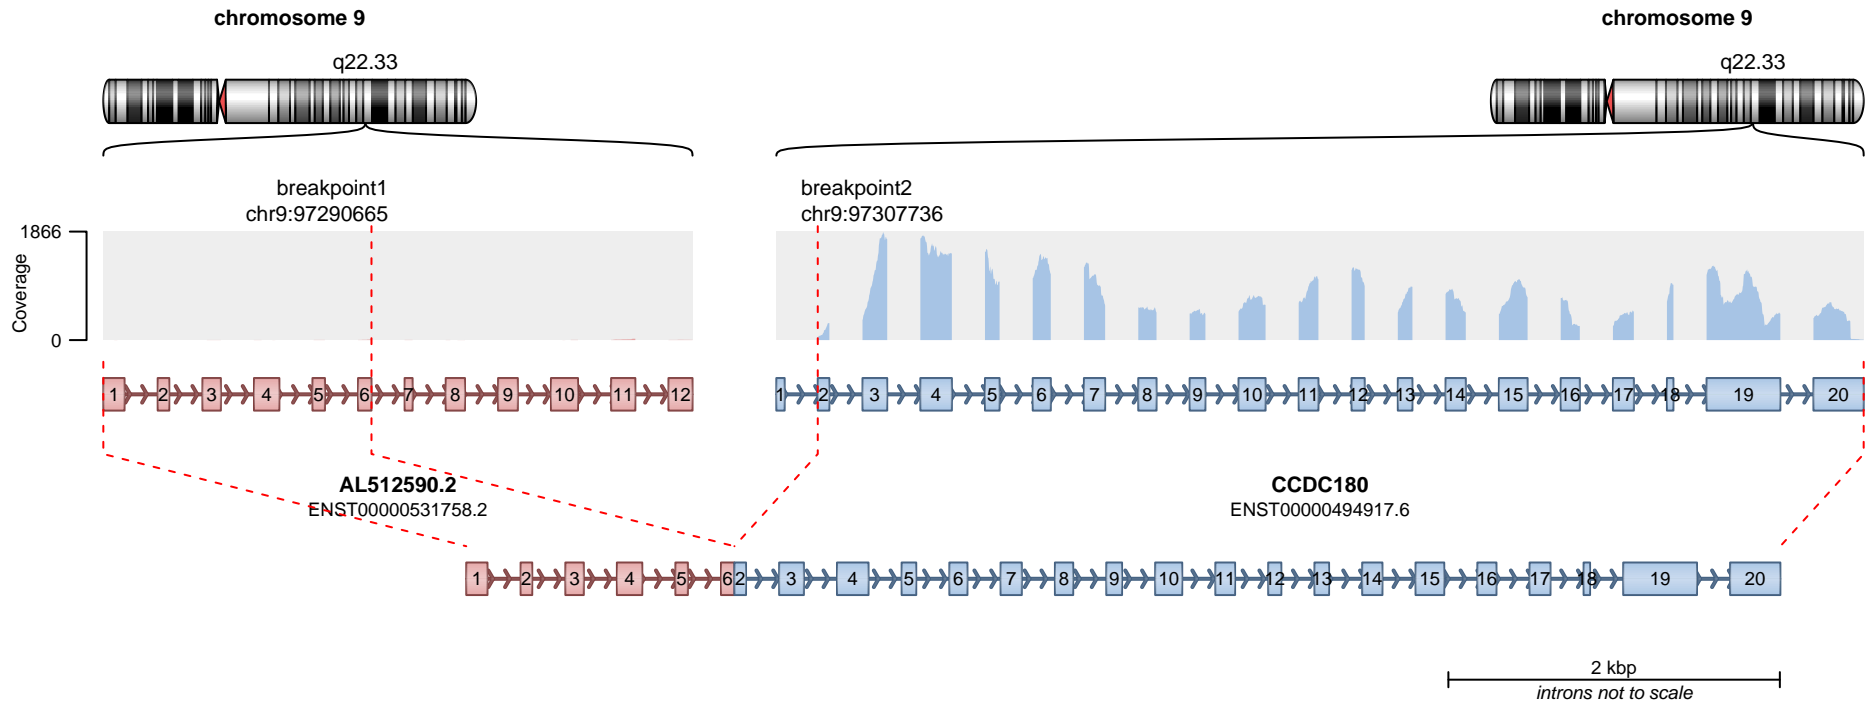 chromosome 9
chromosome 9
q22.33
q22.33
breakpoint1
chr9:97290665
breakpoint2
chr9:97307736
1866
Coverage
0
1 2 3 4 5 6 7 8 9 10 11 12
1 2 3 4 5 6 7 8 9 10 11 12 13 14 15 16 17 18 19 20
AL512590.2
ENST00000531758.2
CCDC180
ENST00000494917.6
1 2 3 4 5 6 2 3 4 5 6 7 8 9 10 11 12 13 14 15 16 17 18 19 20
2 kbp
introns not to scale